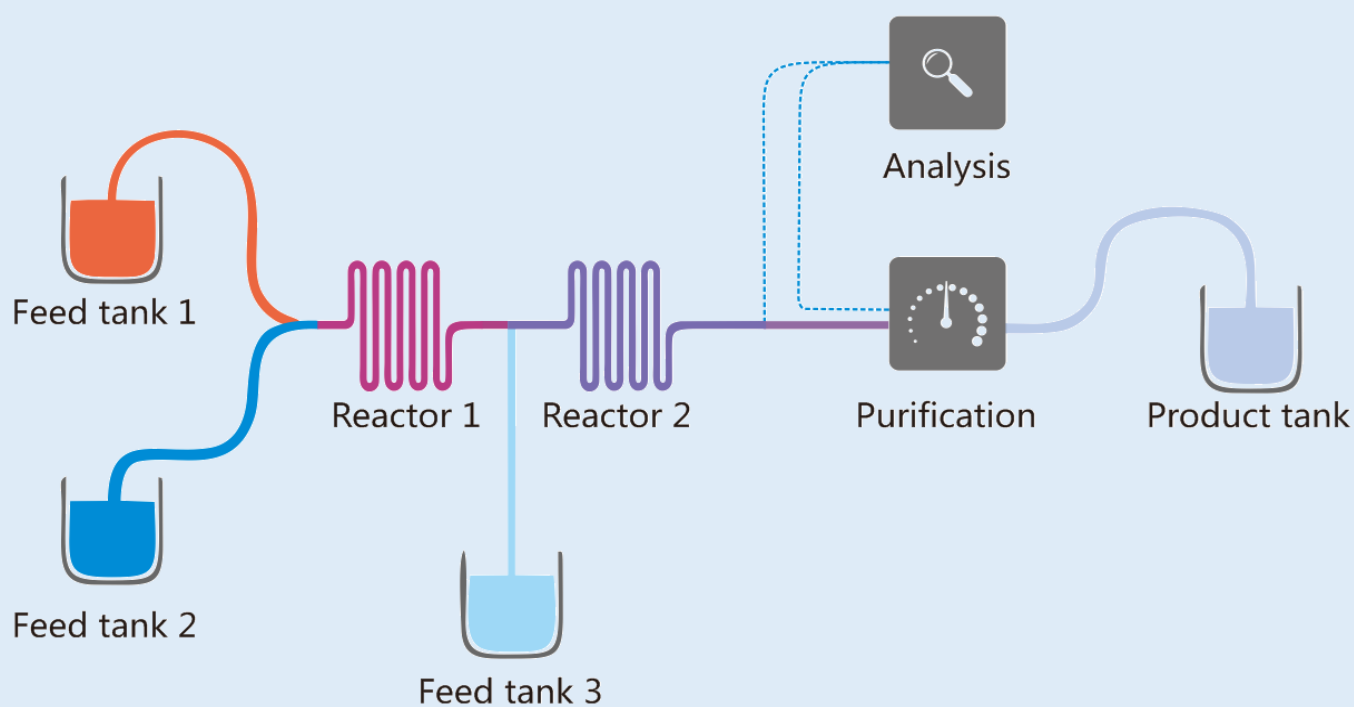 Analysis
Feed tank 1
Reactor 1
Reactor 2
Purification
Product tank
Feed tank 2
Feed tank 3